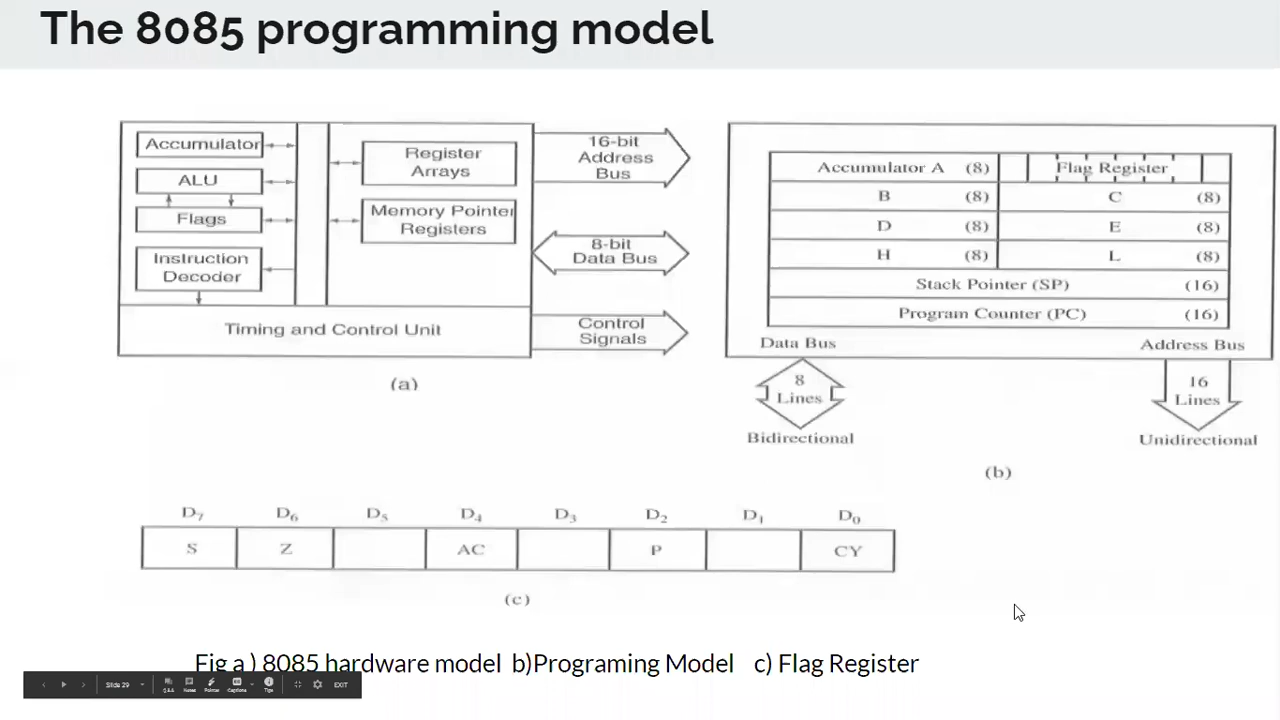 The 8085 programming model
Accumulator
ALU
Flags
Instruction
Decoder
Register
Arrays
Memory Pointer
Registers
Timing and Control Unit
16-bit
Address
Bus
8-bit
Data Bus
Control
Signals
(a)
Accumulator A (8) Flag Register
B (8) C (8)
D (8) E (8)
H (8) L (8)
Stack Pointer (SP) (16)
Program Counter (PC) (16)
Data Bus Address Bus
8
Lines
Bidirectional
16
Lines
Unidirectional
(b)
D7 D6 D5 D4 D3 D2 D1 D0
S Z AC P CY
(c)
Fig a ) 8085 hardware model b)Programing Model c) Flag Register
Slide 29
Q&A Notes Pointer Captions Tips EXIT